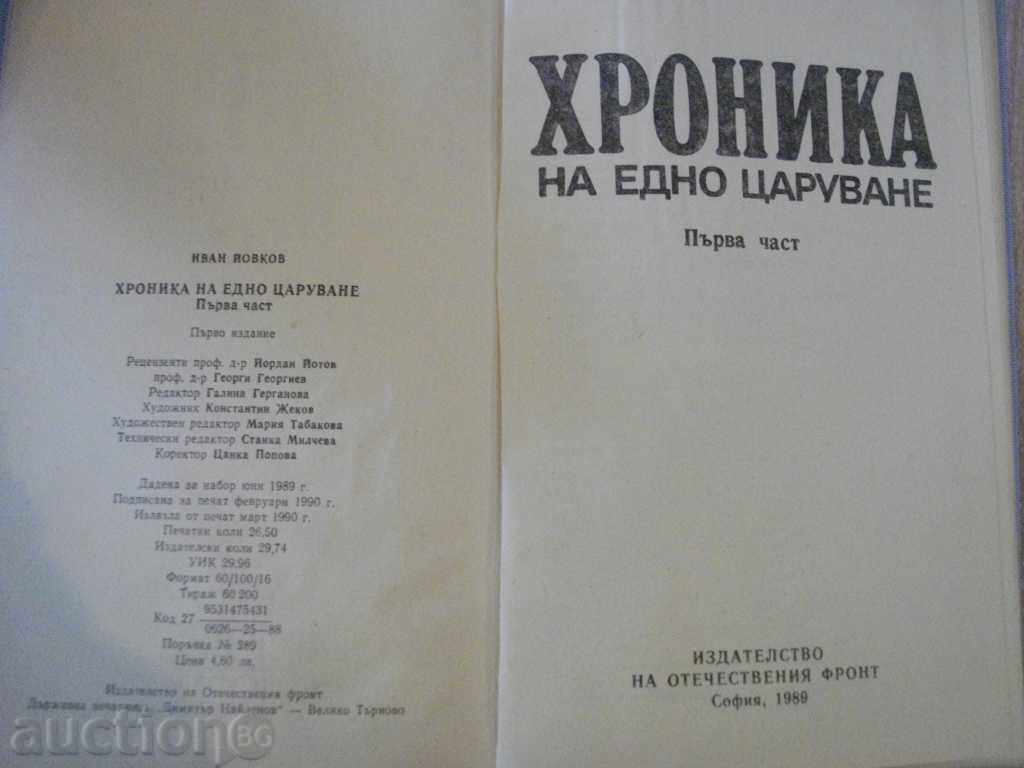 ИВАН ЙОВКОВ
ХРОНИКА НА ЕДНО ЦАРУВАНЕ
Първа част
Първо издание
Рецензенти проф. д-р Йордан Йотов
проф. д-р Георги Георгиев
Редактор Галина Герганова
Художник Константин Жеков
Художествен редактор Мария Табакова
Технически редактор Станка Милчева
Коректор Цанка Попова
Дадена за набор юни 1989 г.
Подписана за печат февруари 1990 г.
Излязла от печат март 1990 г.
Печатни коли 26,50
Издателски коли 29,74
УИК 29,96
Формат 60/100/16
Тираж 60 200
Код 27 9531475431
0626—25—88
Поръчка № 289
Цена 4,60 лв.
Издателство на Отечествения фронт
Държавна печатница „Димитър Найденов“ — Велико Търново
ХРОНИКА
НА ЕДНО ЦАРУВАНЕ
Първа част
ИЗДАТЕЛСТВО
НА ОТЕЧЕСТВЕНИЯ ФРОНТ
София, 1989
auctionBG